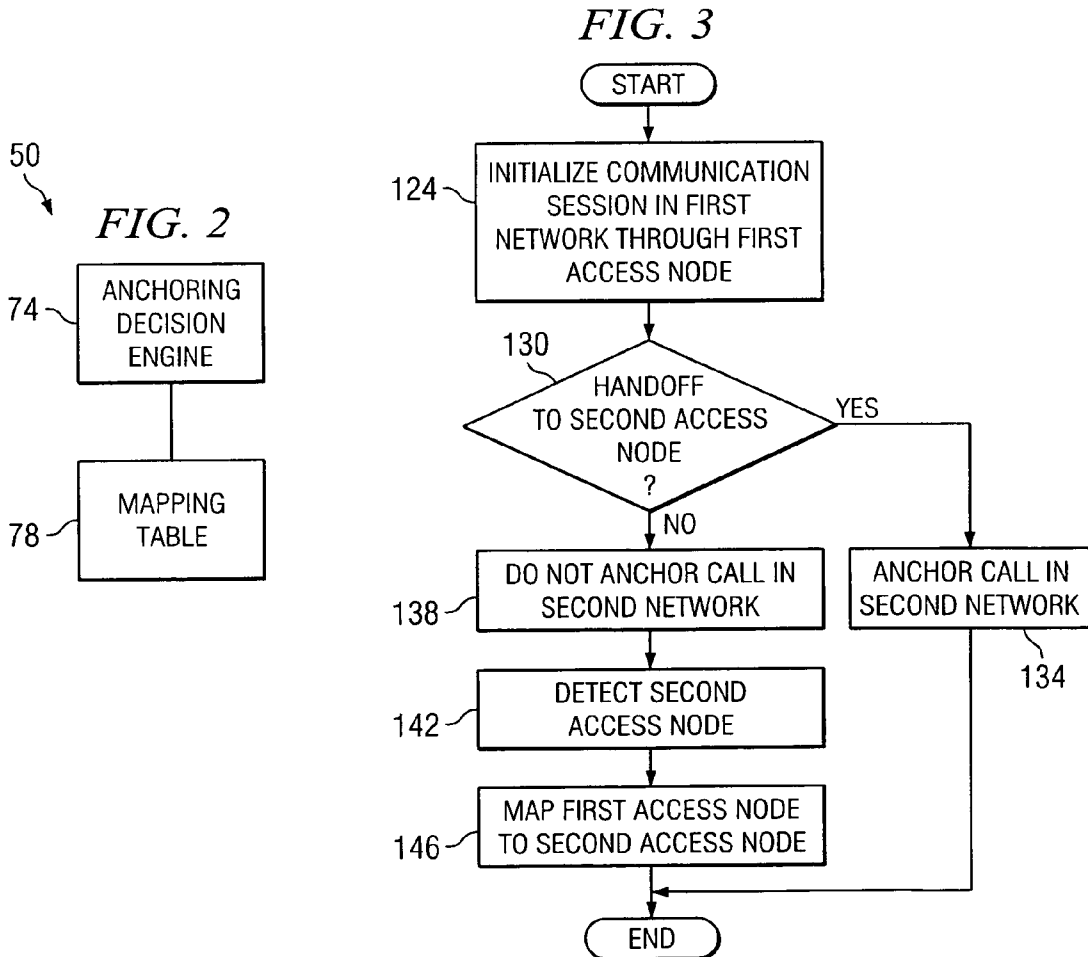 50
FIG. 2
74
ANCHORING
DECISION
ENGINE
78
MAPPING
TABLE
FIG. 3
START
124
INITIALIZE COMMUNICATION
SESSION IN FIRST
NETWORK THROUGH FIRST
ACCESS NODE
130
HANDOFF
TO SECOND ACCESS
NODE
?
YES
NO
138
DO NOT ANCHOR CALL IN
SECOND NETWORK
ANCHOR CALL IN
SECOND NETWORK
134
142
DETECT SECOND
ACCESS NODE
146
MAP FIRST ACCESS NODE
TO SECOND ACCESS NODE
END